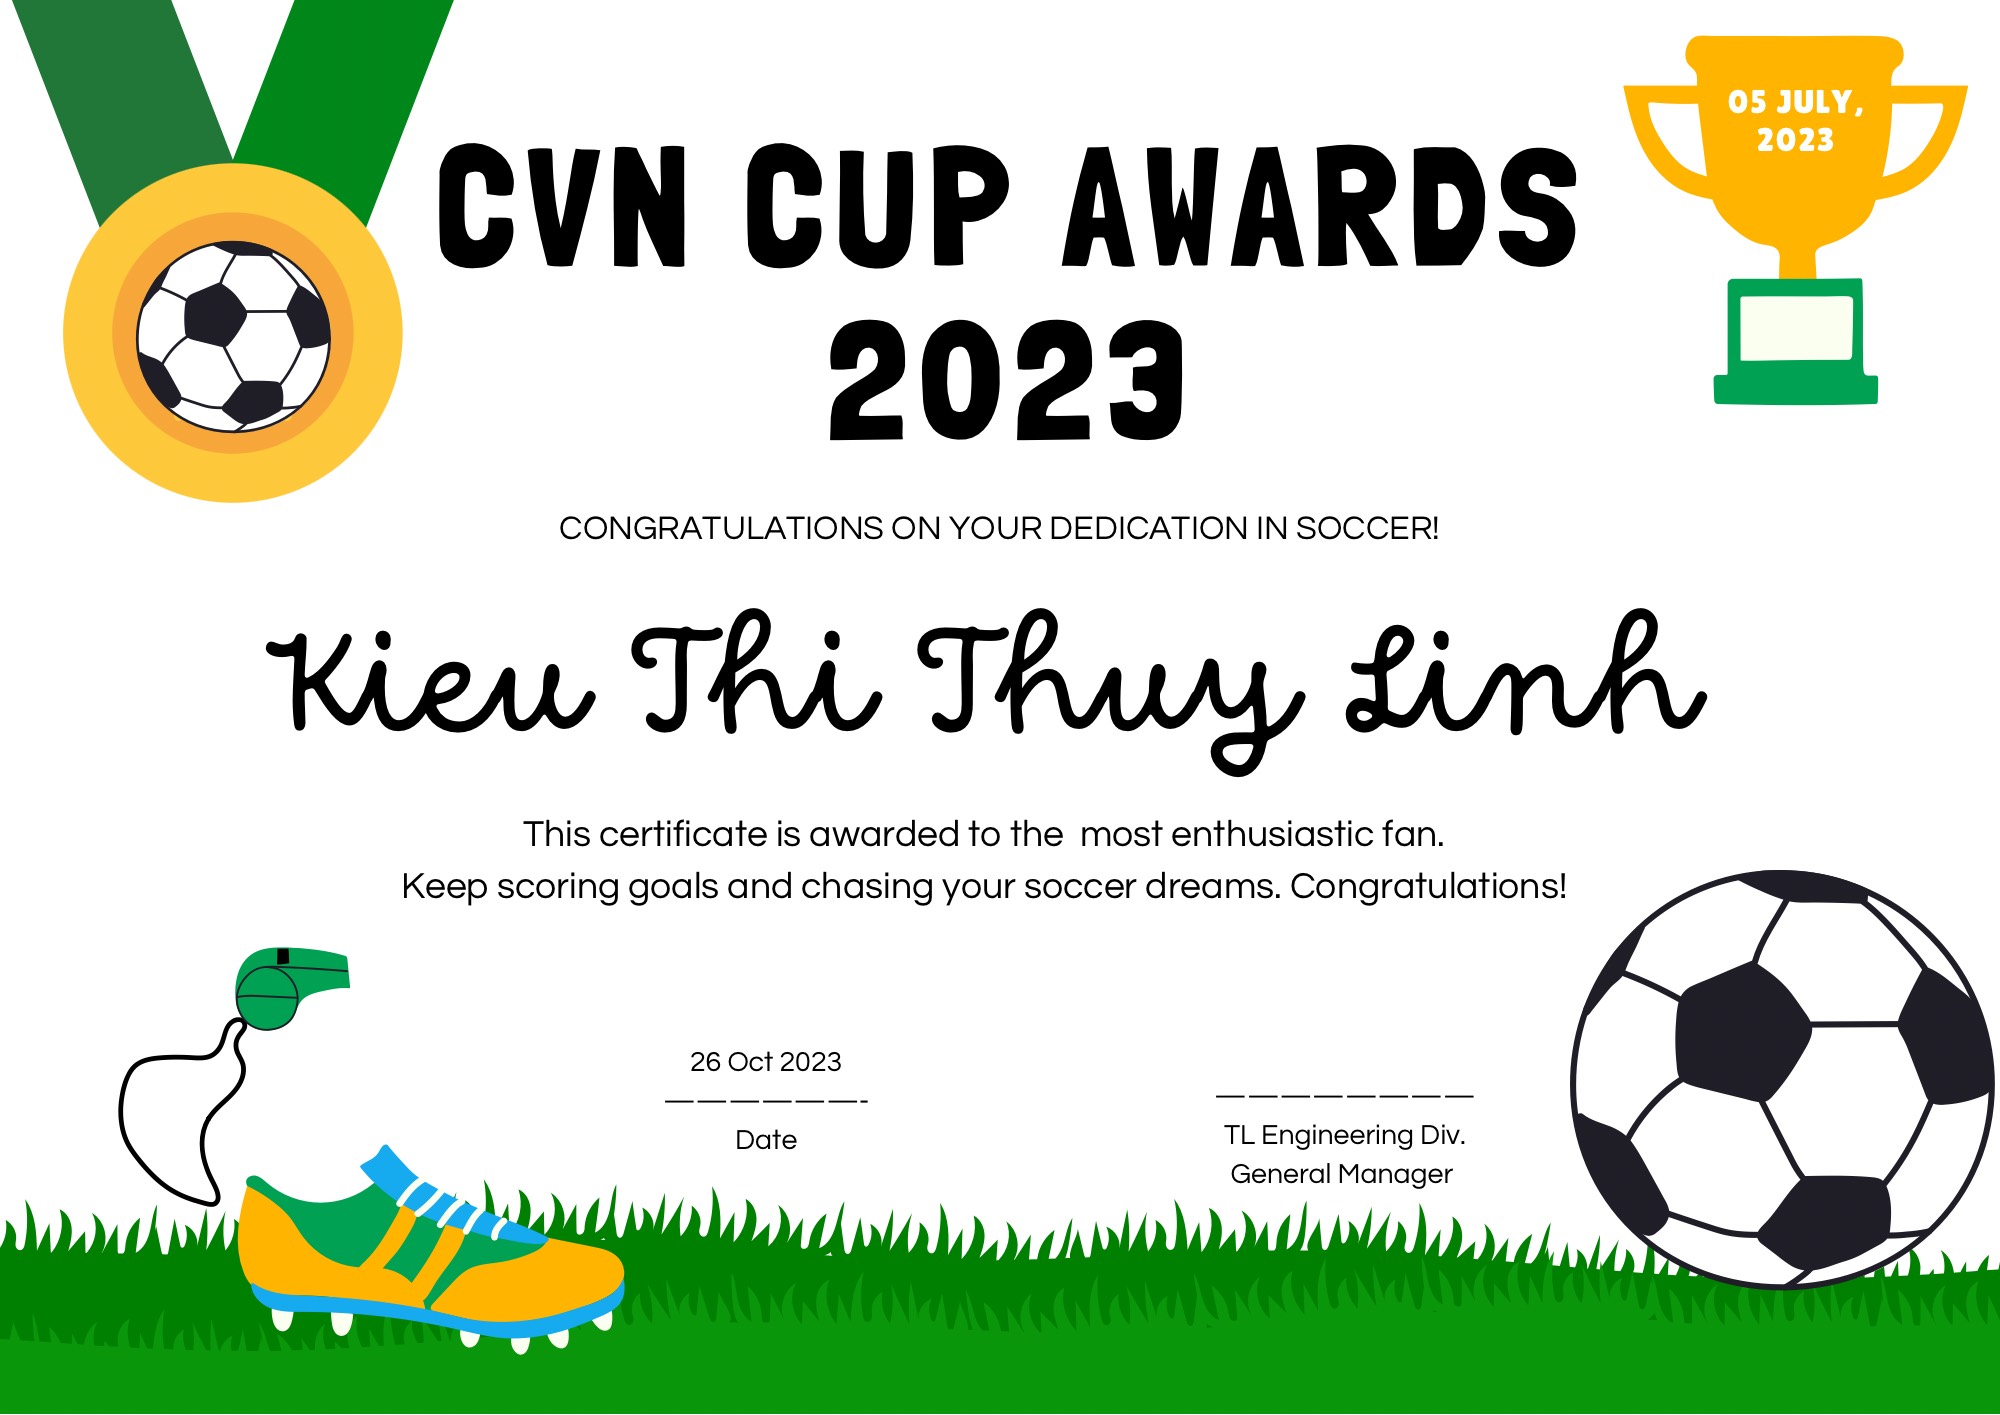 05 JULY,
2023
CVN CUP AWARDS
2023
CONGRATULATIONS ON YOUR DEDICATION IN SOCCER!
Kieu Thi Thuy Linh
This certificate is awarded to the  most enthusiastic fan.
Keep scoring goals and chasing your soccer dreams. Congratulations!
26 Oct 2023
——————-
Date
————————
TL Engineering Div.
General Manager